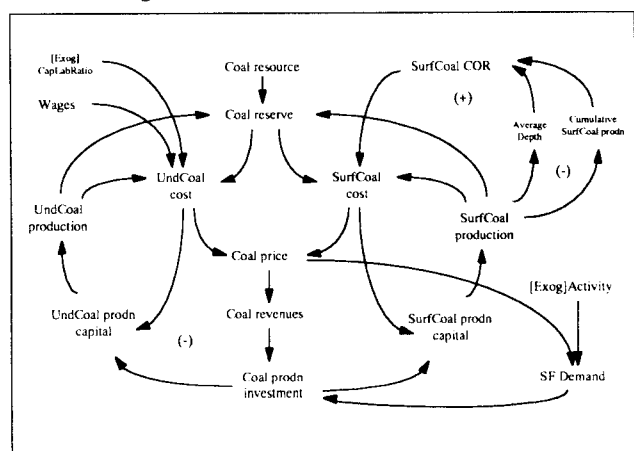 [Exog]
CapLabRatio
Coal resource
SurfCoal COR
Wages
(+)
Coal reserve
Average
Depth
Cumulative
SurfCoal prodn
(-)
UndCoal
cost
SurfCoal
cost
UndCoal
production
SurfCoal
production
Coal price
[Exog]Activity
UndCoal prodn
capital
(-)
Coal revenues
SurfCoal prodn
capital
Coal prodn
investment
SF Demand